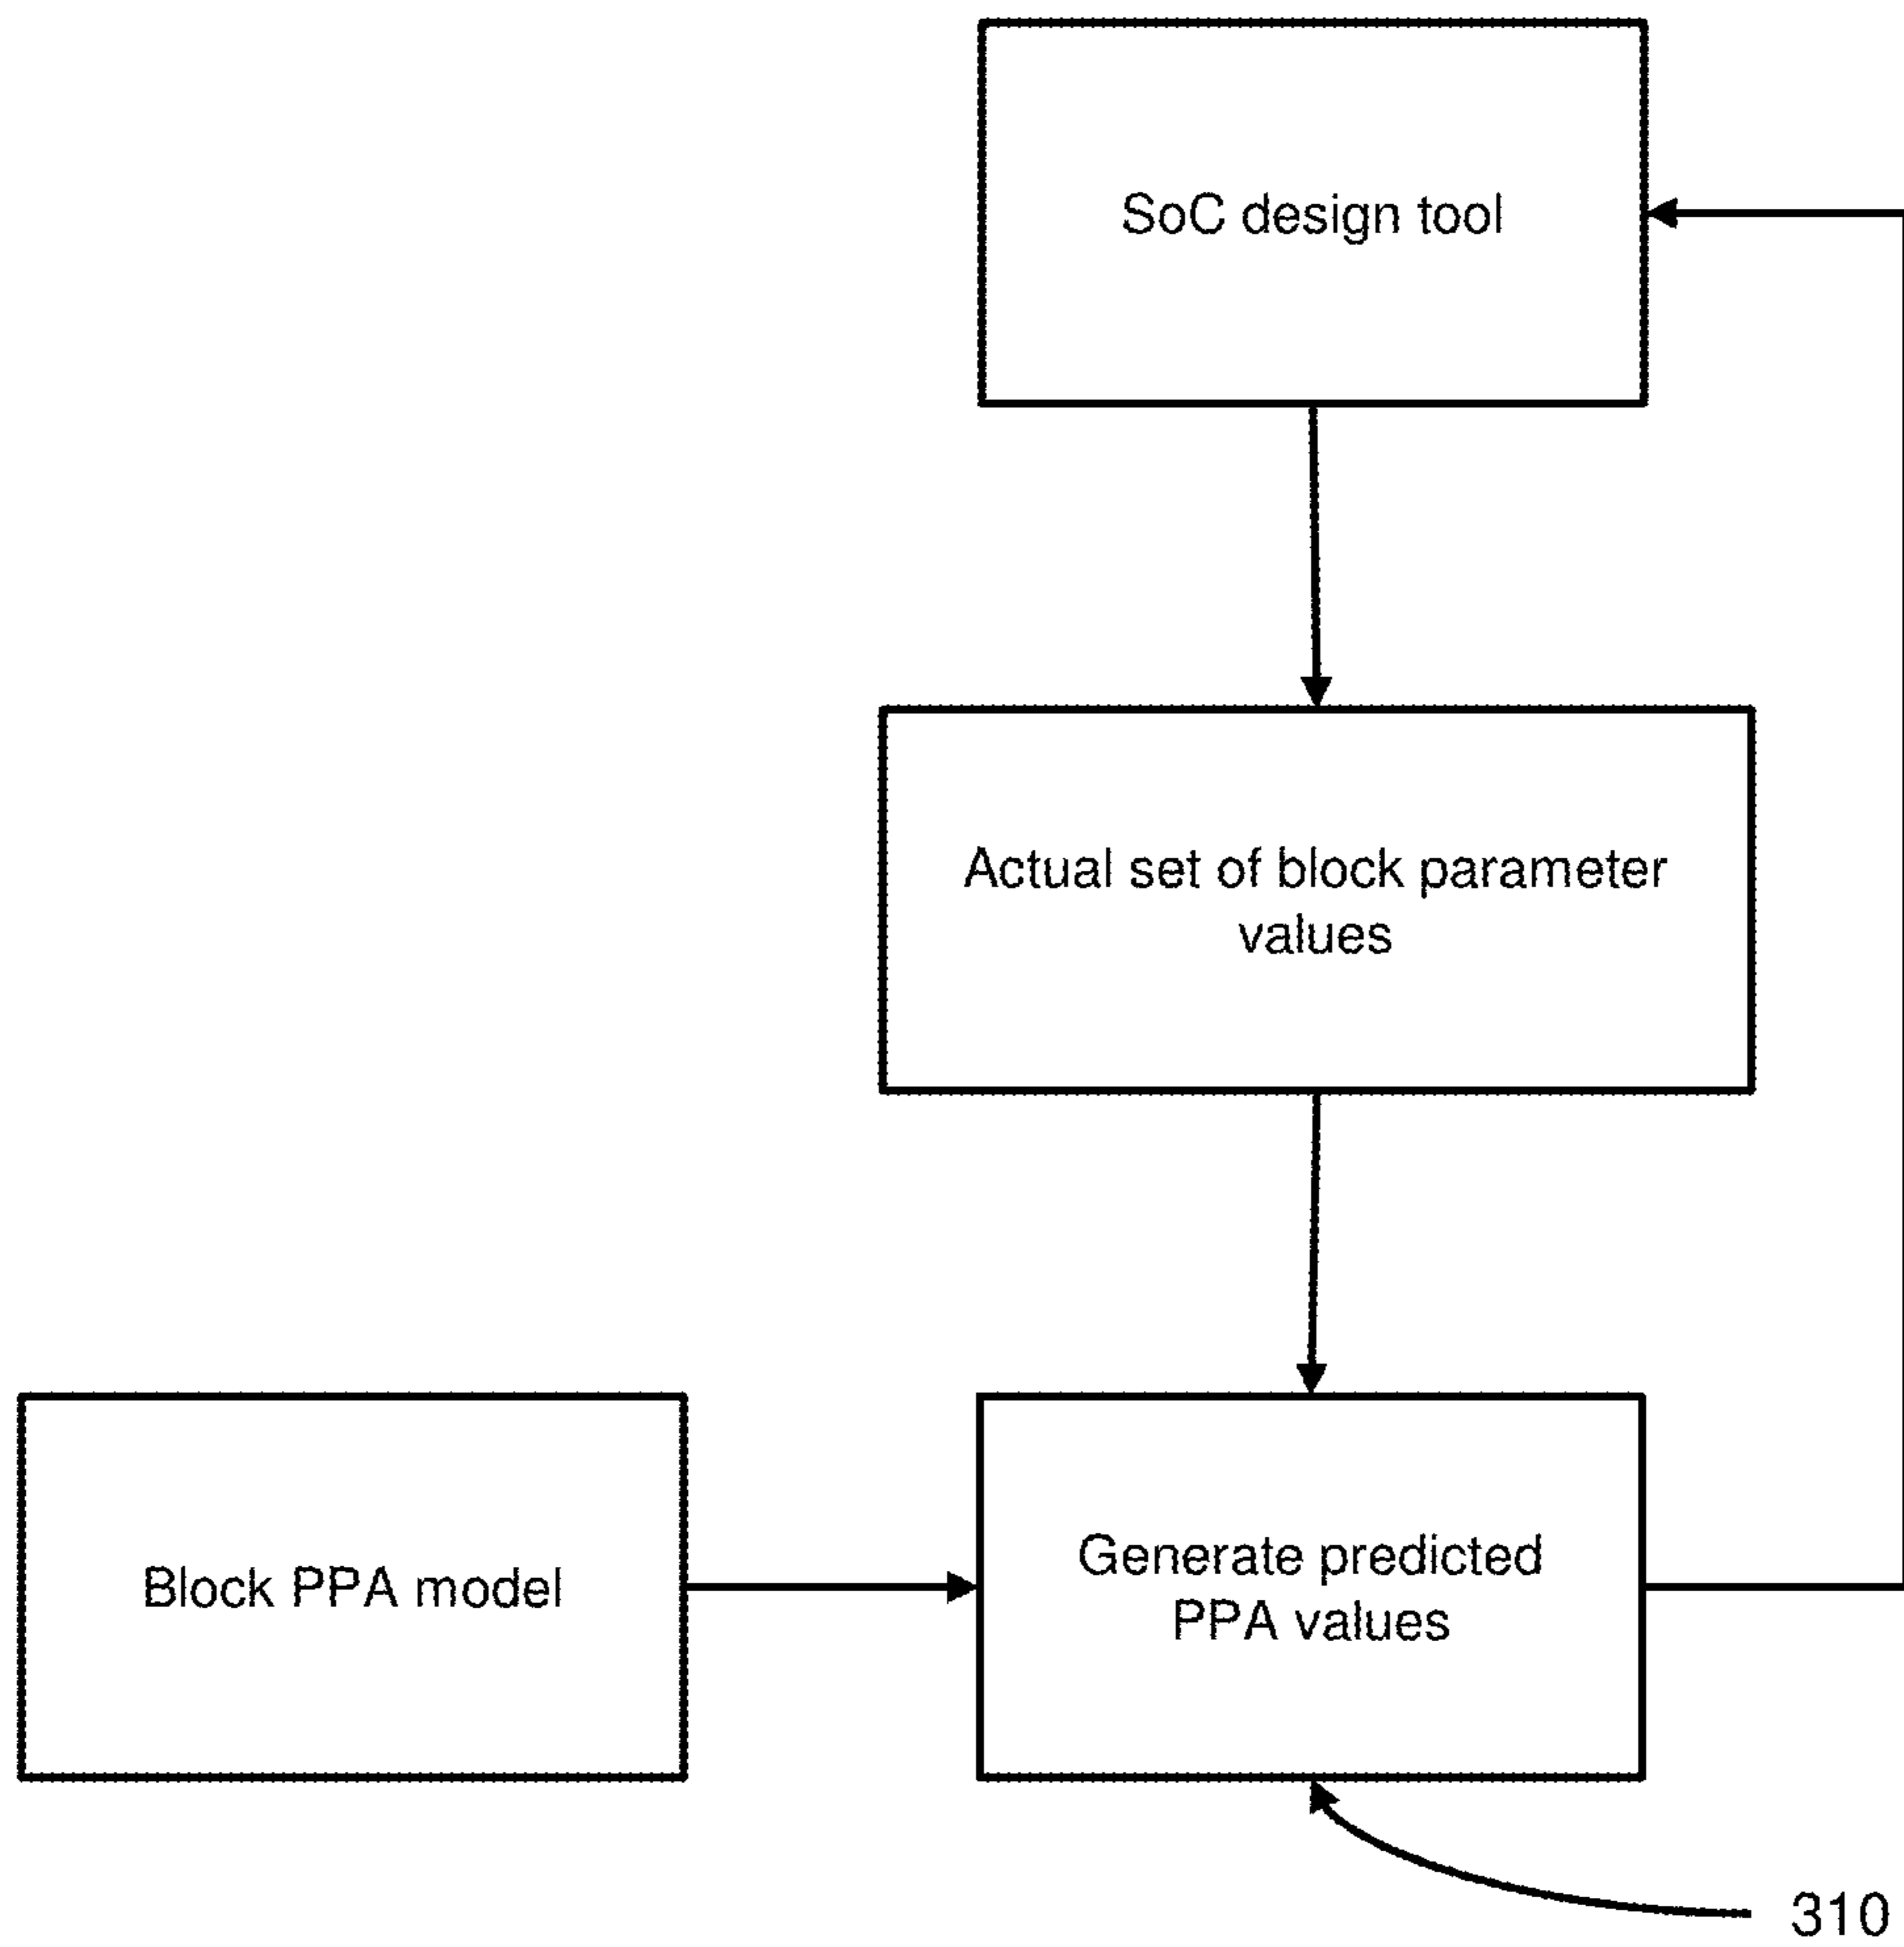 SoC design tool
Actual set of block parameter
values
Block PPA model
Generate predicted
PPA values
310